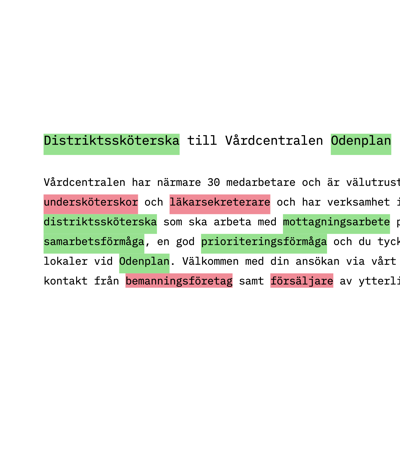 Distriktssköterska till Vårdcentralen Odenplan
Vårdcentralen har närmare 30 medarbetare och är välutrust
undersköterskor och läkarsekreterare och har verksamhet i
distriktssköterska som ska arbeta med mottagningsarbete p
samarbetsförmåga, en god prioriteringsförmåga och du tyck
lokaler vid Odenplan. Välkommen med din ansökan via vårt
kontakt från bemanningsföretag samt försäljare av ytterli